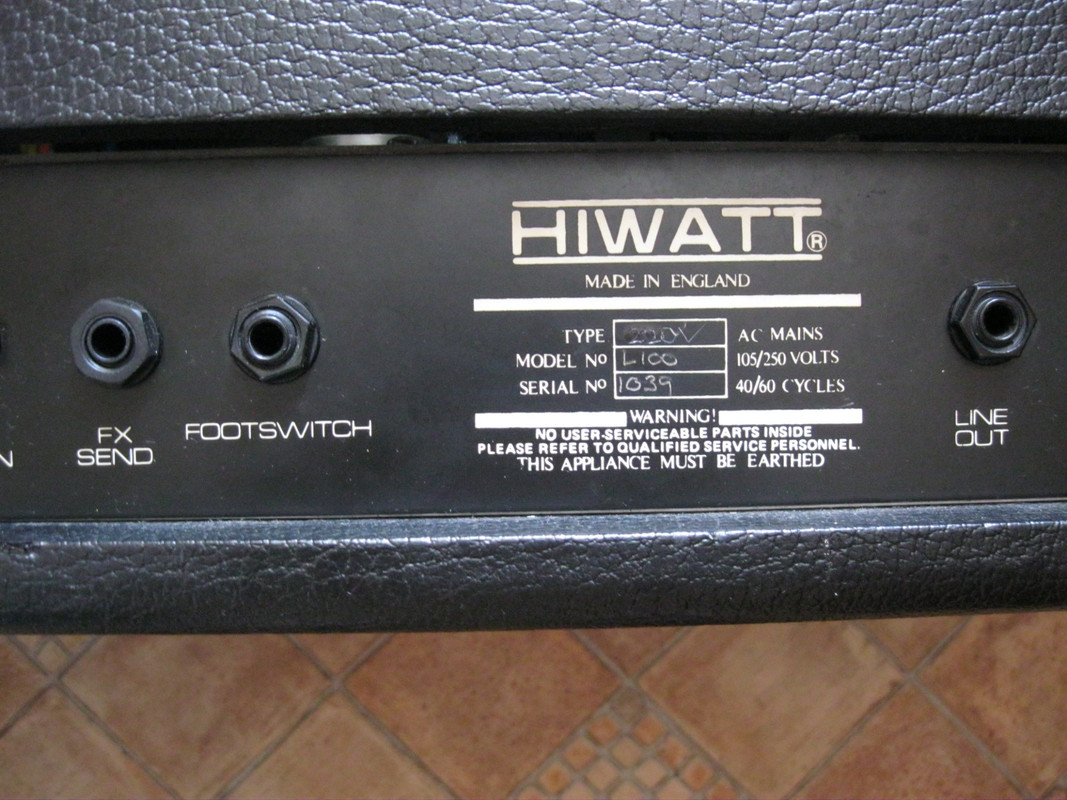 HIWATT®
MADE IN ENGLAND
TYPE 220V AC MAINS
MODEL No L100 105/250 VOLTS
SERIAL No 1039 40/60 CYCLES
WARNING!
NO USER-SERVICEABLE PARTS INSIDE
PLEASE REFER TO QUALIFIED SERVICE PERSONNEL.
THIS APPLIANCE MUST BE EARTHED
FX
SEND
FOOTSWITCH
LINE
OUT